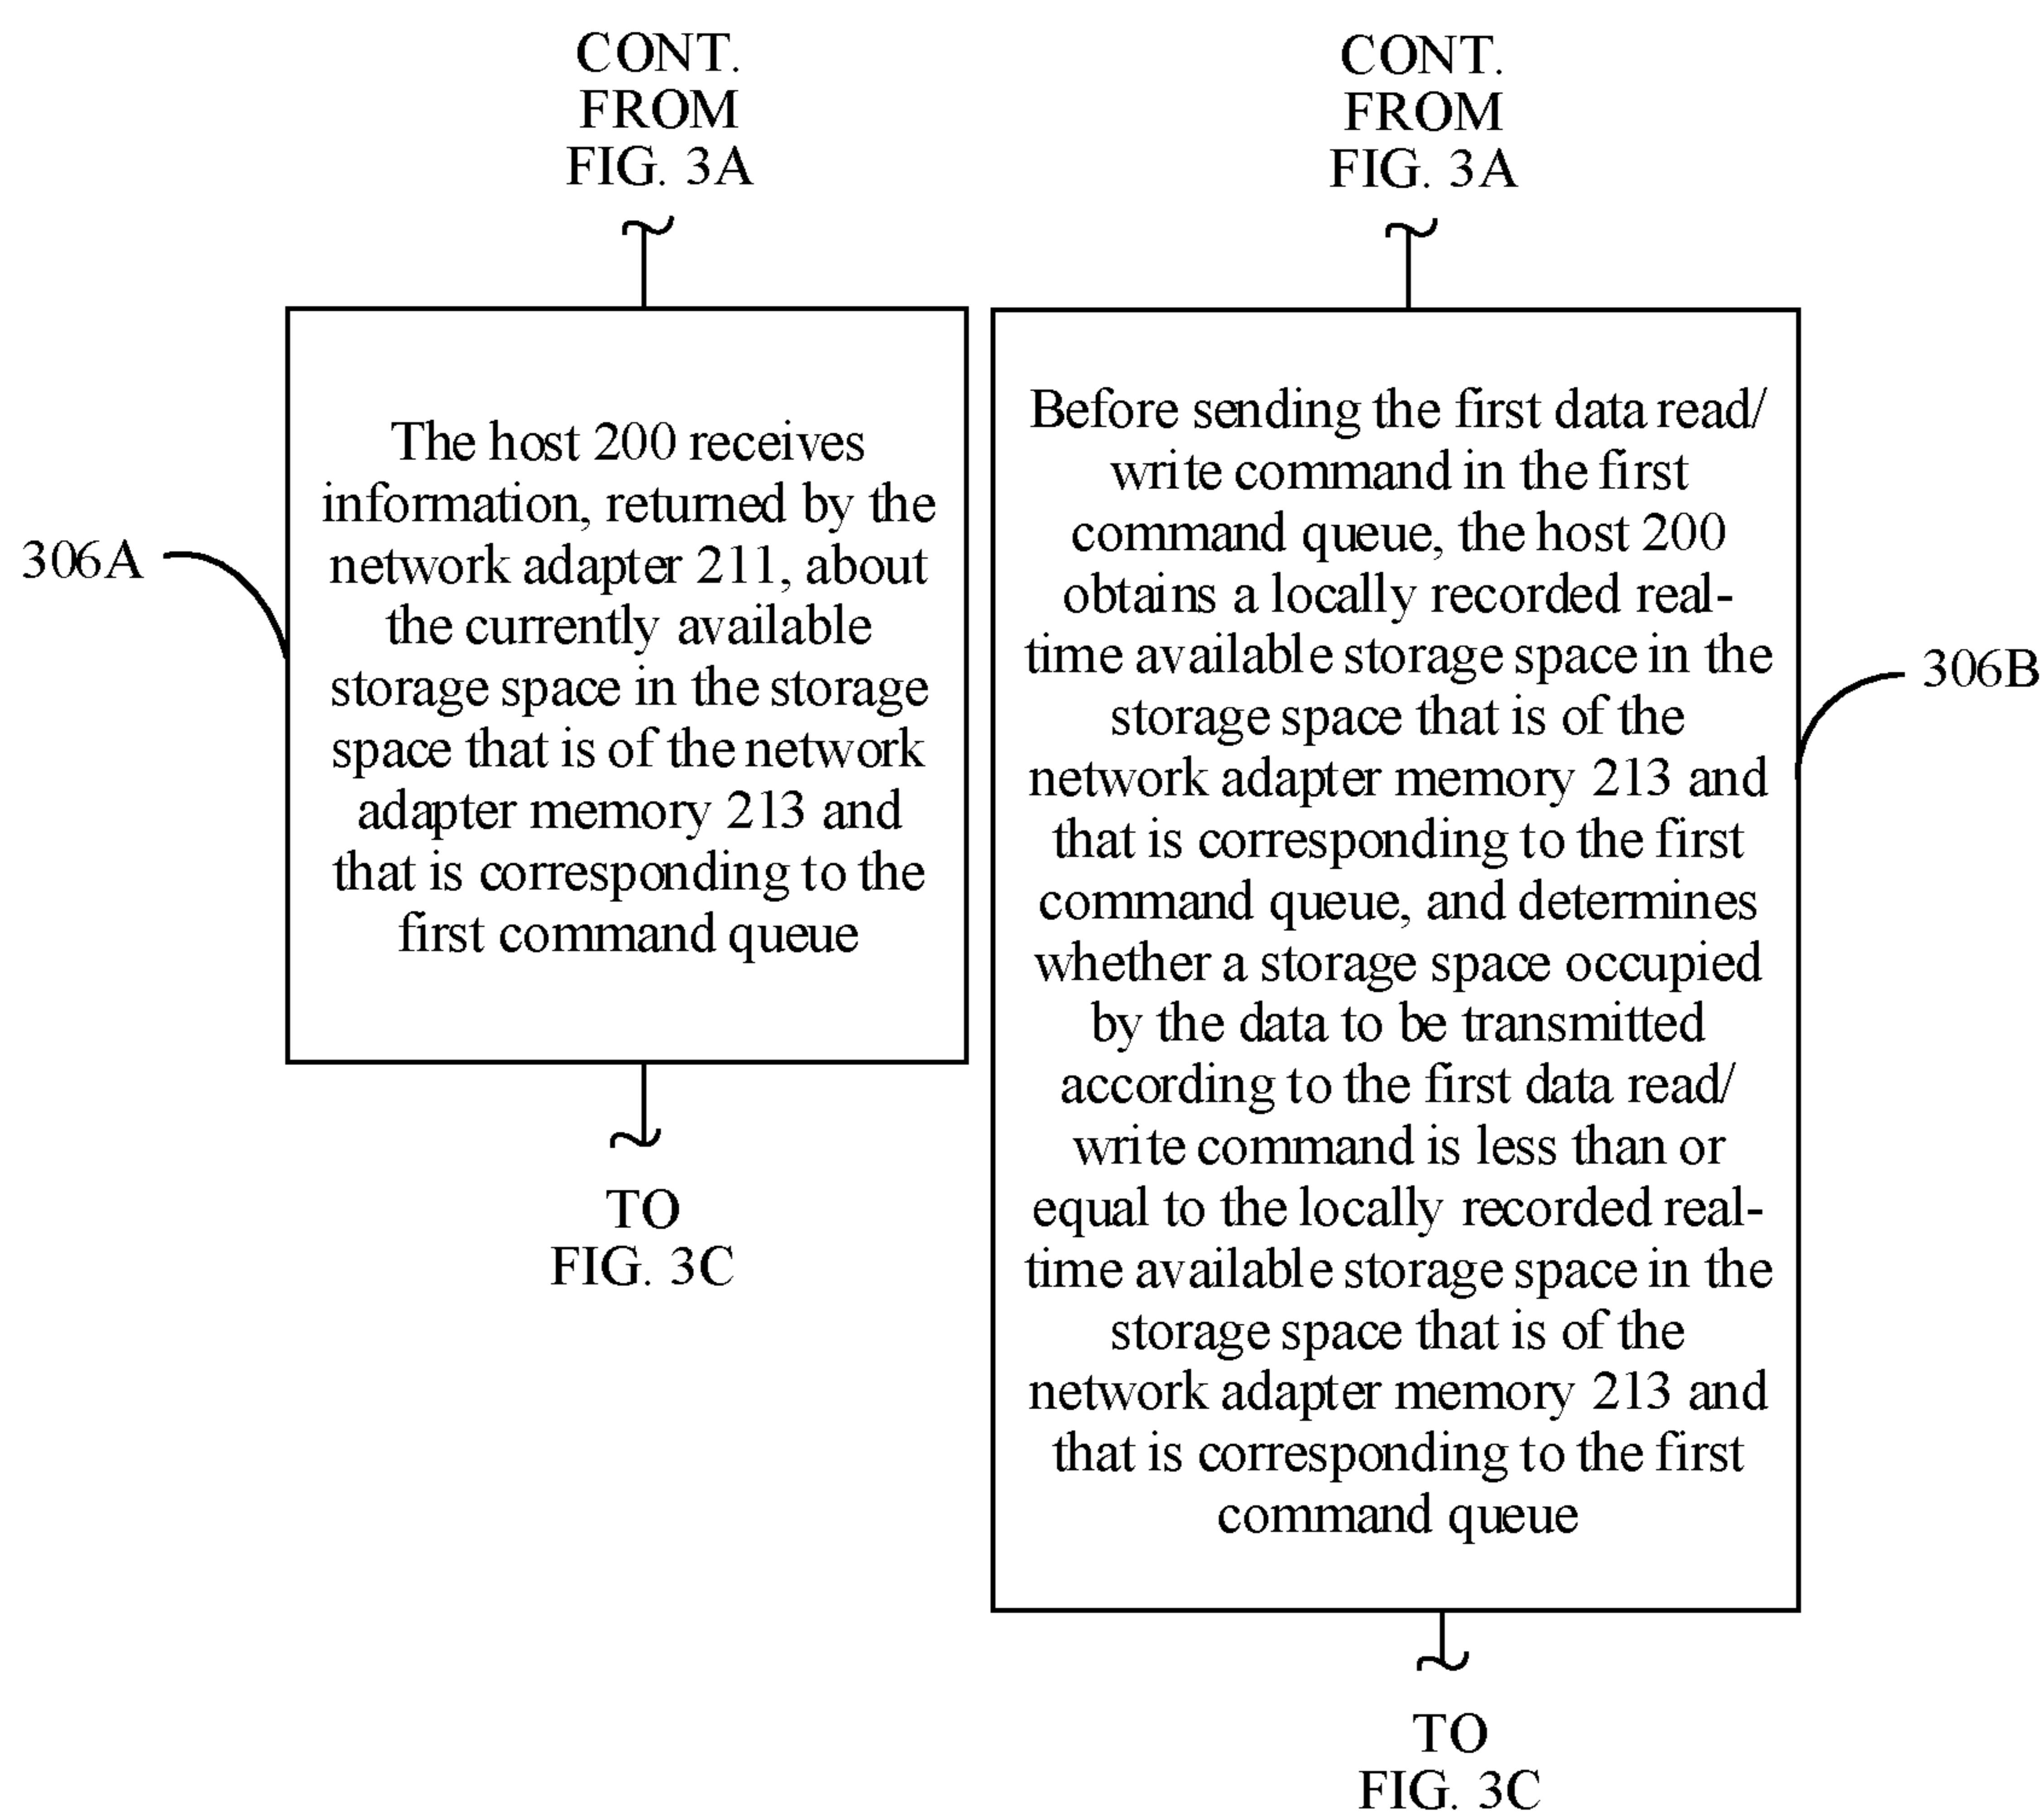 CONT.
FROM
FIG. 3A
306A
The host 200 receives
information, returned by the
network adapter 211, about
the currently available
storage space in the storage
space that is of the network
adapter memory 213 and
that is corresponding to the
first command queue
TO
FIG. 3C
CONT.
FROM
FIG. 3A
Before sending the first data read/
write command in the first
command queue, the host 200
obtains a locally recorded real-
time available storage space in the
storage space that is of the
network adapter memory 213 and
that is corresponding to the first
command queue, and determines
whether a storage space occupied
by the data to be transmitted
according to the first data read/
write command is less than or
equal to the locally recorded real-
time available storage space in the
storage space that is of the
network adapter memory 213 and
that is corresponding to the first
command queue
306B
TO
FIG. 3C